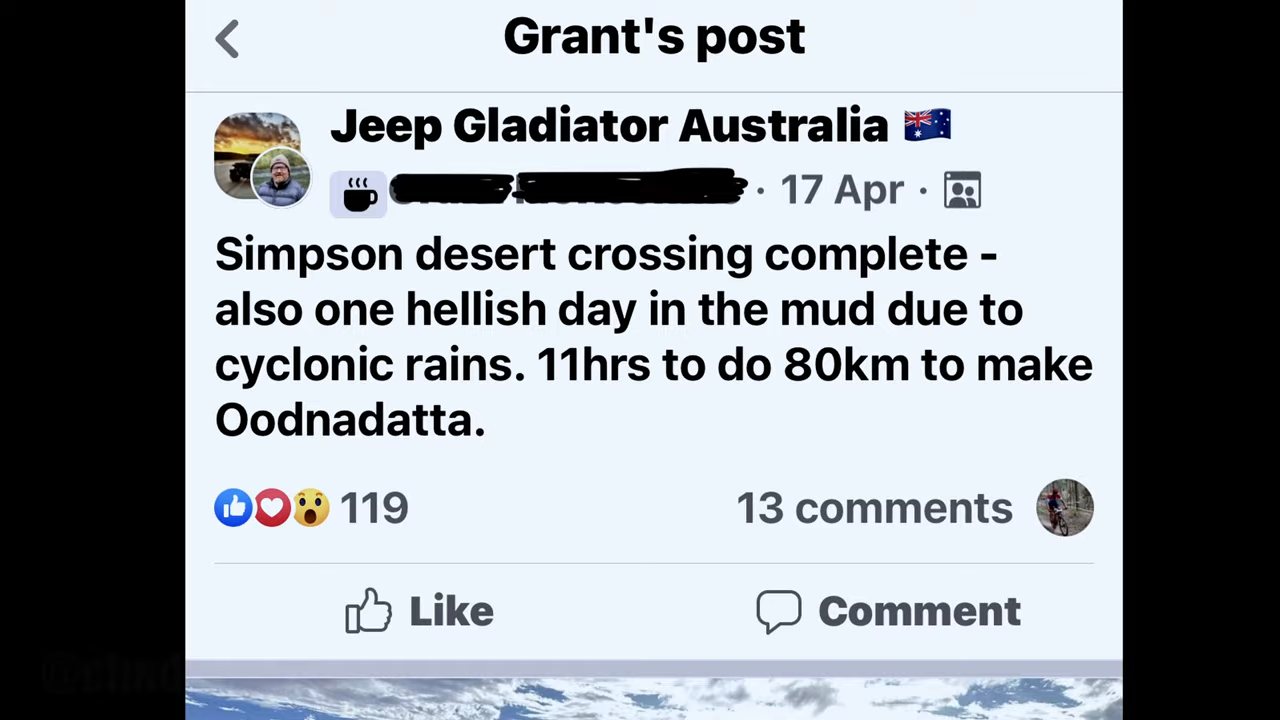 Grant's post
Jeep Gladiator Australia
· 17 Apr ·
Simpson desert crossing complete -
also one hellish day in the mud due to
cyclonic rains. 11hrs to do 80km to make
Oodnadatta.
119
13 comments
Like
Comment